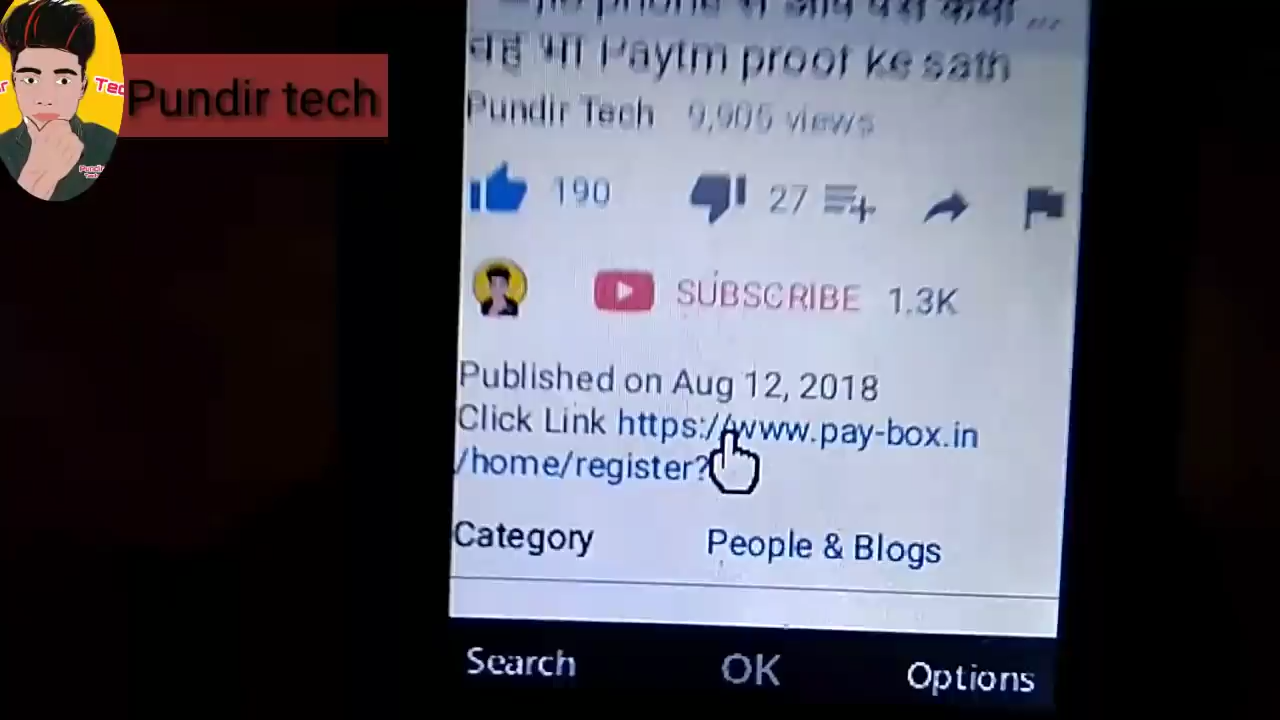 Pundir tech
वह भी Paytm proof ke sath
Pundir Tech 9,905 views
190 27
SUBSCRIBE 1.3K
Published on Aug 12, 2018
Click Link https://www.pay-box.in
/home/register?
Category People & Blogs
Search OK Options